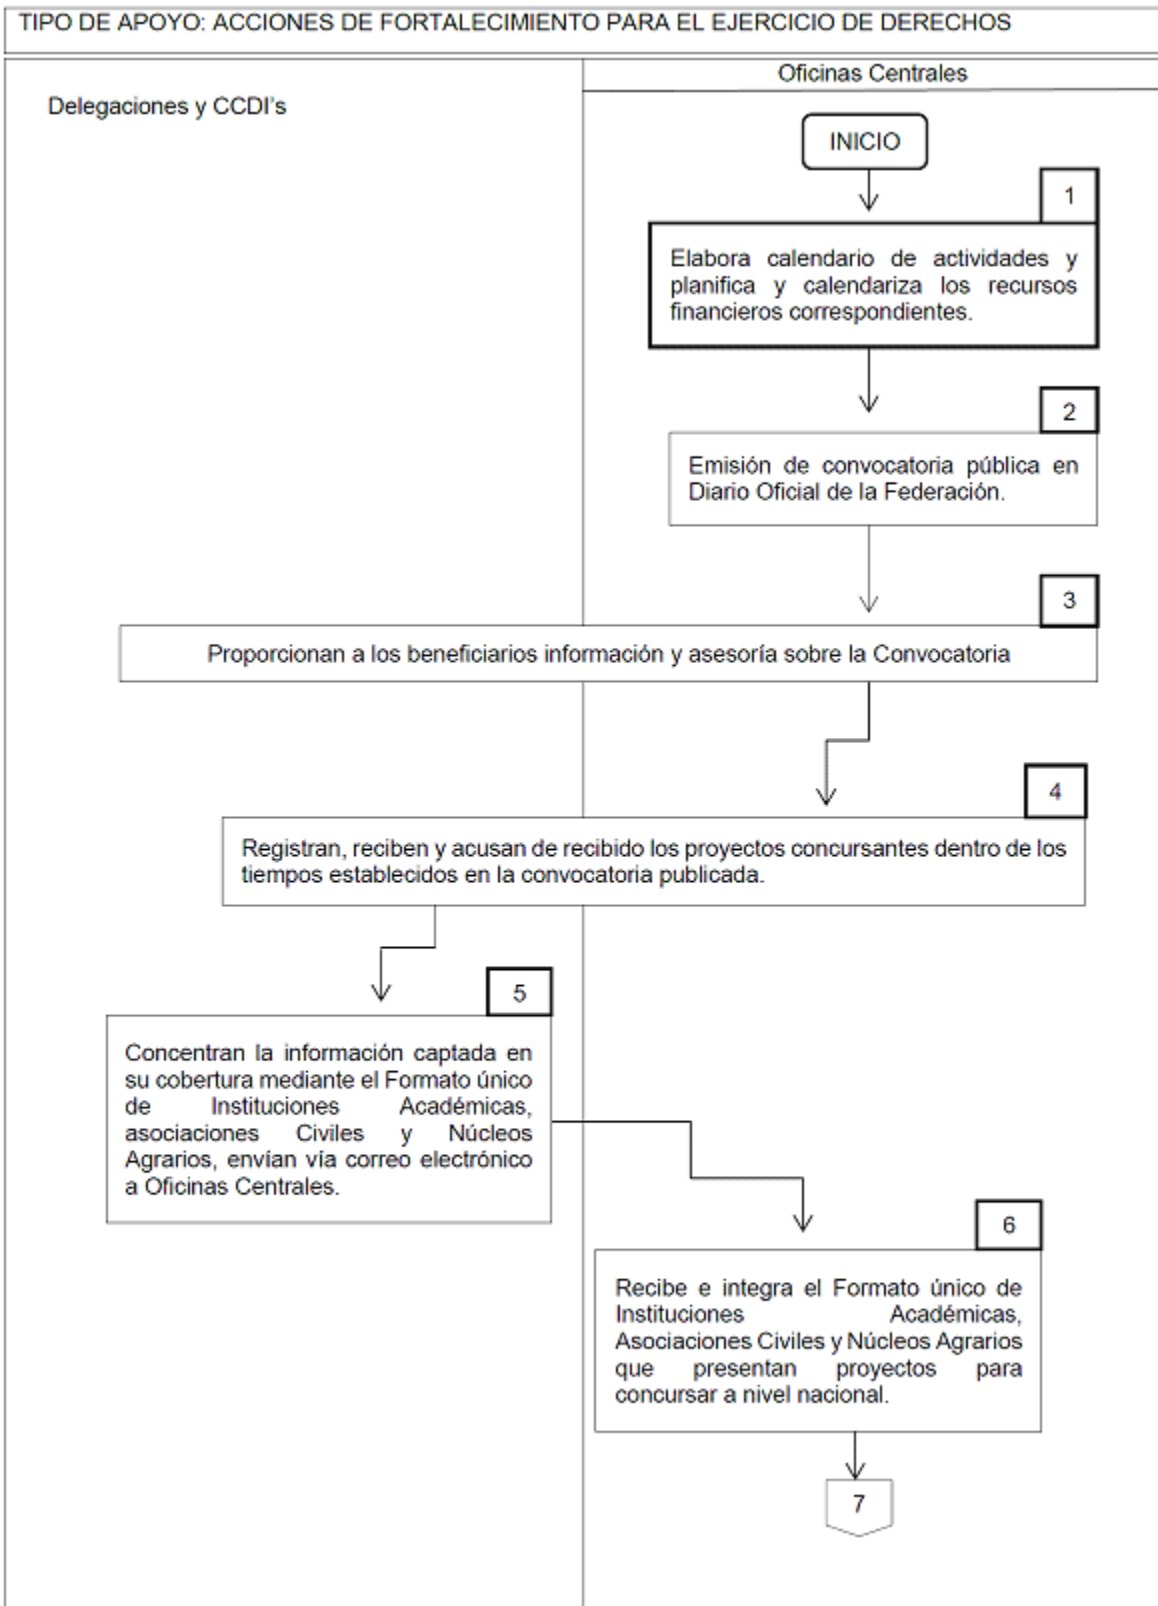 TIPO DE APOYO: ACCIONES DE FORTALECIMIENTO PARA EL EJERCICIO DE DERECHOS
Oficinas Centrales
Delegaciones y CCDI's
INICIO
1
Elabora calendario de actividades y
planifica y calendariza los recursos
financieros correspondientes.
2
Emisión de convocatoria pública en
Diario Oficial de la Federación.
3
Proporcionan a los beneficiarios información y asesoría sobre la Convocatoria
4
Registran, reciben y acusan de recibido los proyectos concursantes dentro de los
tiempos establecidos en la convocatoria publicada.
5
Concentran la información captada en
su cobertura mediante el Formato único
de Instituciones Académicas,
asociaciones Civiles y Núcleos
Agrarios, envían vía correo electrónico
a Oficinas Centrales.
6
Recibe e integra el Formato único de
Instituciones Académicas,
Asociaciones Civiles y Núcleos Agrarios
que presentan proyectos para
concursar a nivel nacional.
7